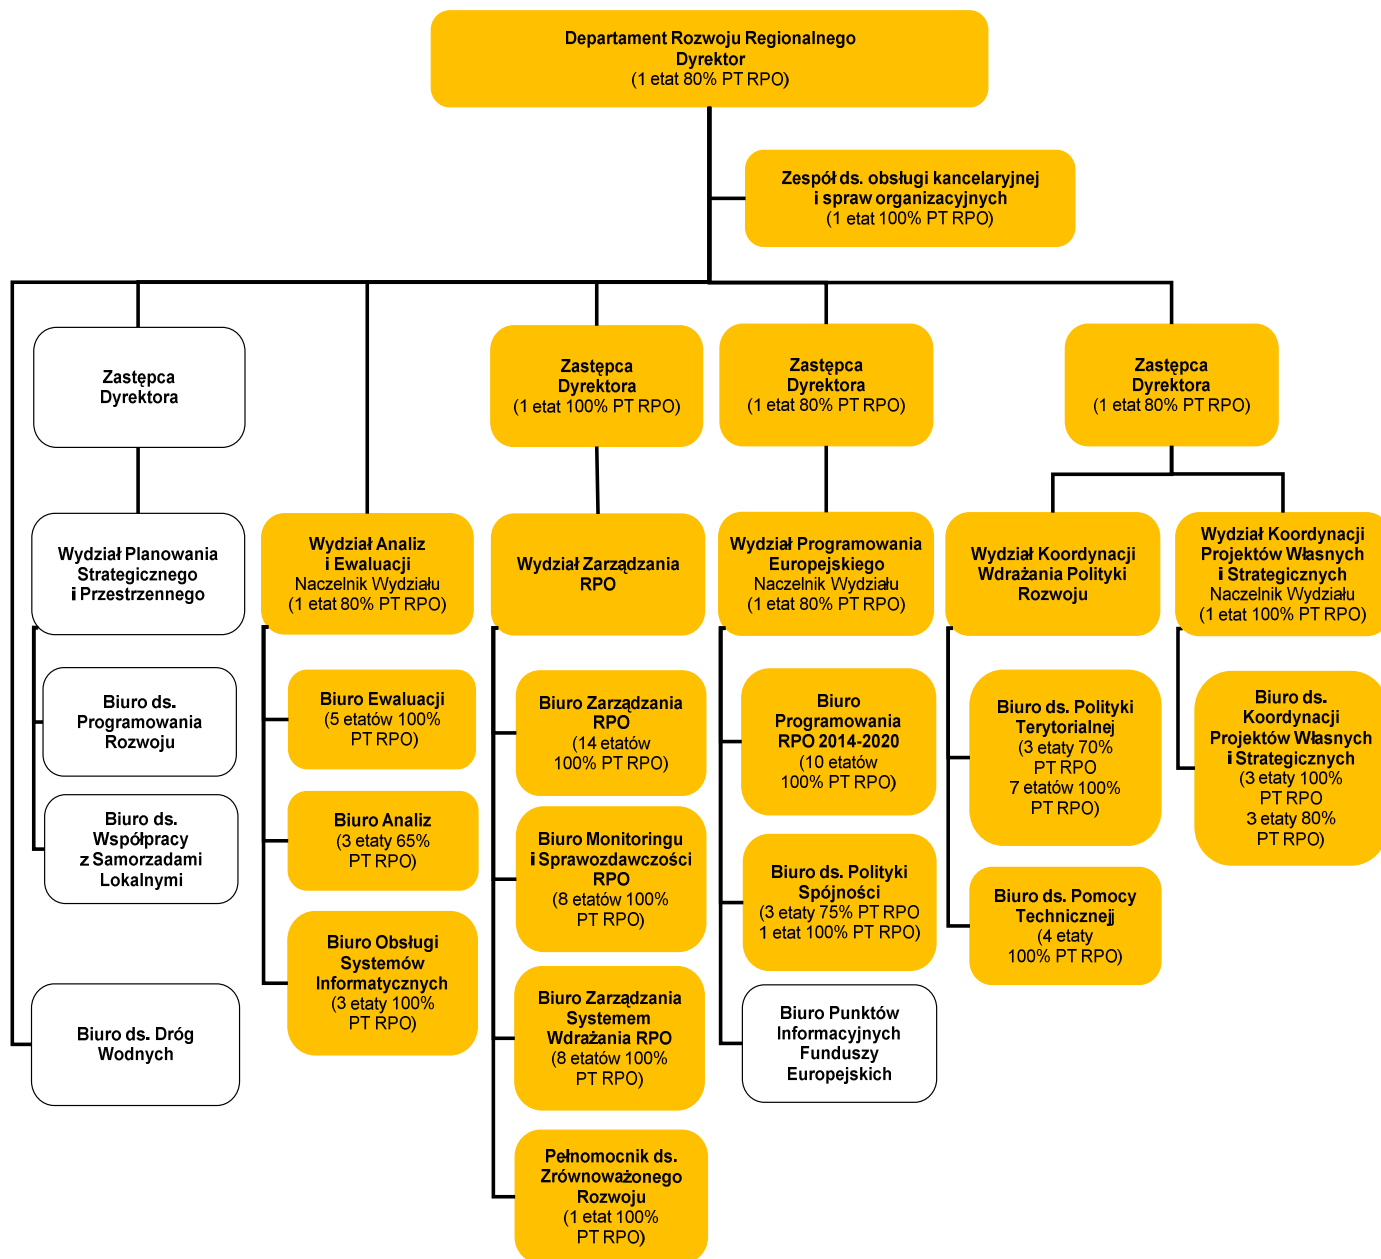 Departament Rozwoju Regionalnego
Dyrektor
(1 etat 80% PT RPO)
Zespół ds. obsługi kancelaryjnej
i spraw organizacyjnych
(1 etat 100% PT RPO)
Zastępca
Dyrektora
Zastępca
Dyrektora
(1 etat 100% PT RPO)
Zastępca
Dyrektora
(1 etat 80% PT RPO)
Zastępca
Dyrektora
(1 etat 80% PT RPO)
Wydział Planowania
Strategicznego
i Przestrzennego
Wydział Analiz
i Ewaluacji
Naczelnik Wydziału
(1 etat 80% PT RPO)
Wydział Zarządzania
RPO
Wydział Programowania
Europejskiego
Naczelnik Wydziału
(1 etat 80% PT RPO)
Wydział Koordynacji
Wdrażania Polityki
Rozwoju
Wydział Koordynacji
Projektów Własnych
i Strategicznych
Naczelnik Wydziału
(1 etat 100% PT RPO)
Biuro ds.
Programowania
Rozwoju
Biuro ds.
Współpracy
z Samorzadami
Lokalnymi
Biuro ds. Dróg
Wodnych
Biuro Ewaluacji
(5 etatów 100%
PT RPO)
Biuro Analiz
(3 etaty 65%
PT RPO)
Biuro Obsługi
Systemów
Informatycznych
(3 etaty 100%
PT RPO)
Biuro Zarządzania
RPO
(14 etatów
100% PT RPO)
Biuro Monitoringu
i Sprawozdawczości
RPO
(8 etatów 100%
PT RPO)
Biuro Zarządzania
Systemem
Wdrażania RPO
(8 etatów 100%
PT RPO)
Pełnomocnik ds.
Zrównoważonego
Rozwoju
(1 etat 100%
PT RPO)
Biuro
Programowania
RPO 2014-2020
(10 etatów
100% PT RPO)
Biuro ds. Polityki
Spójności
(3 etaty 75% PT RPO
1 etat 100% PT RPO)
Biuro Punktów
Informacyjnych
Funduszy
Europejskich
Biuro ds. Polityki
Terytorialnej
(3 etaty 70%
PT RPO
7 etatów 100%
PT RPO)
Biuro ds. Pomocy
Technicznejj
(4 etaty
100% PT RPO)
Biuro ds.
Koordynacji
Projektów Własnych
i Strategicznych
(3 etaty 100%
PT RPO
3 etaty 80%
PT RPO)